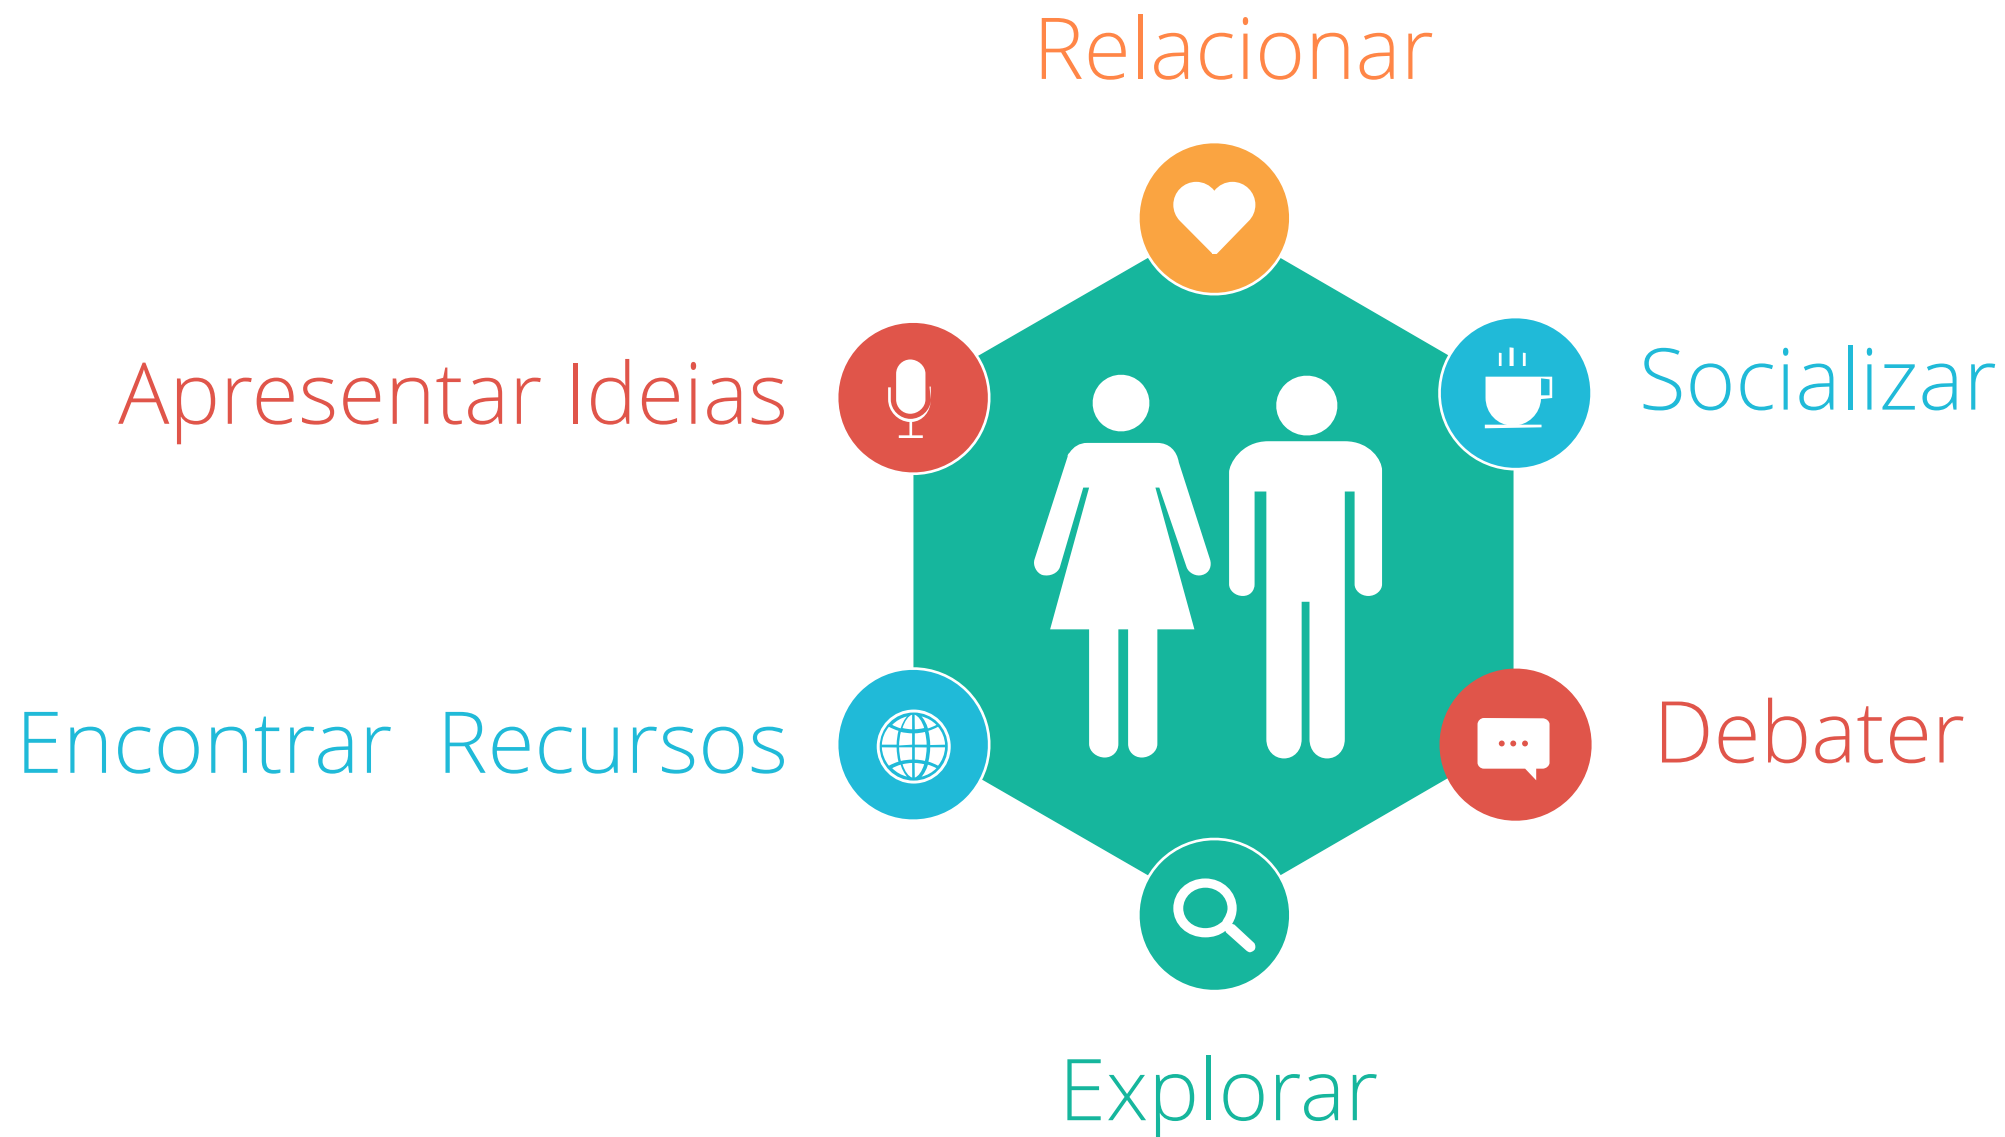 Relacionar
Socializar
Apresentar Ideias
Debater
Encontrar Recursos
Explorar